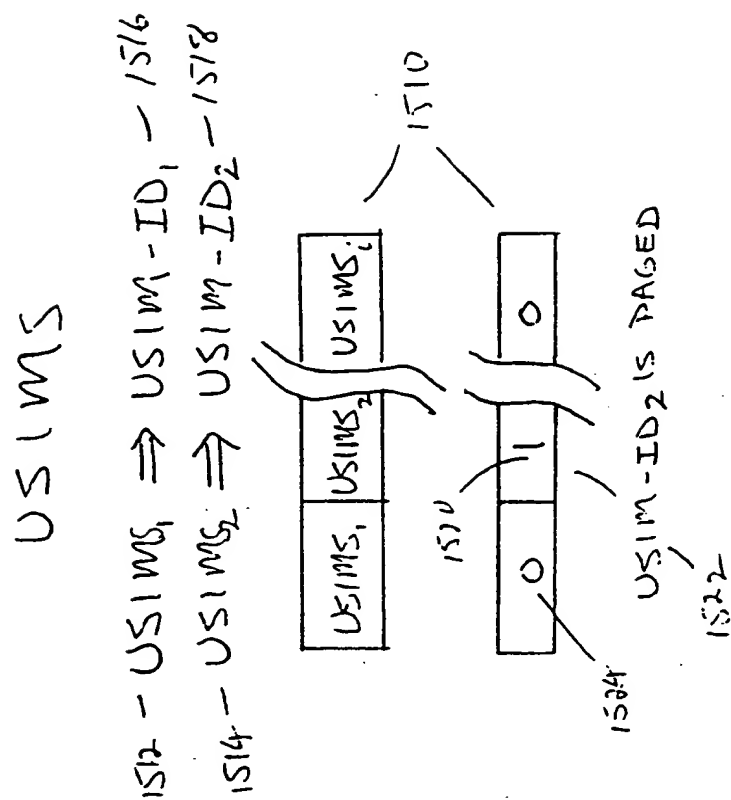 USIMS
1512 - USIMS₁ ⇒ USIM-ID₁ - 1516
1514 - USIMS₂ ⇒ USIM-ID₂ - 1518
USIMS₁ USIMS₂ USIMSᵢ
1510
1520
0 1 0
1524
USIM-ID₂ IS PAGED
1522